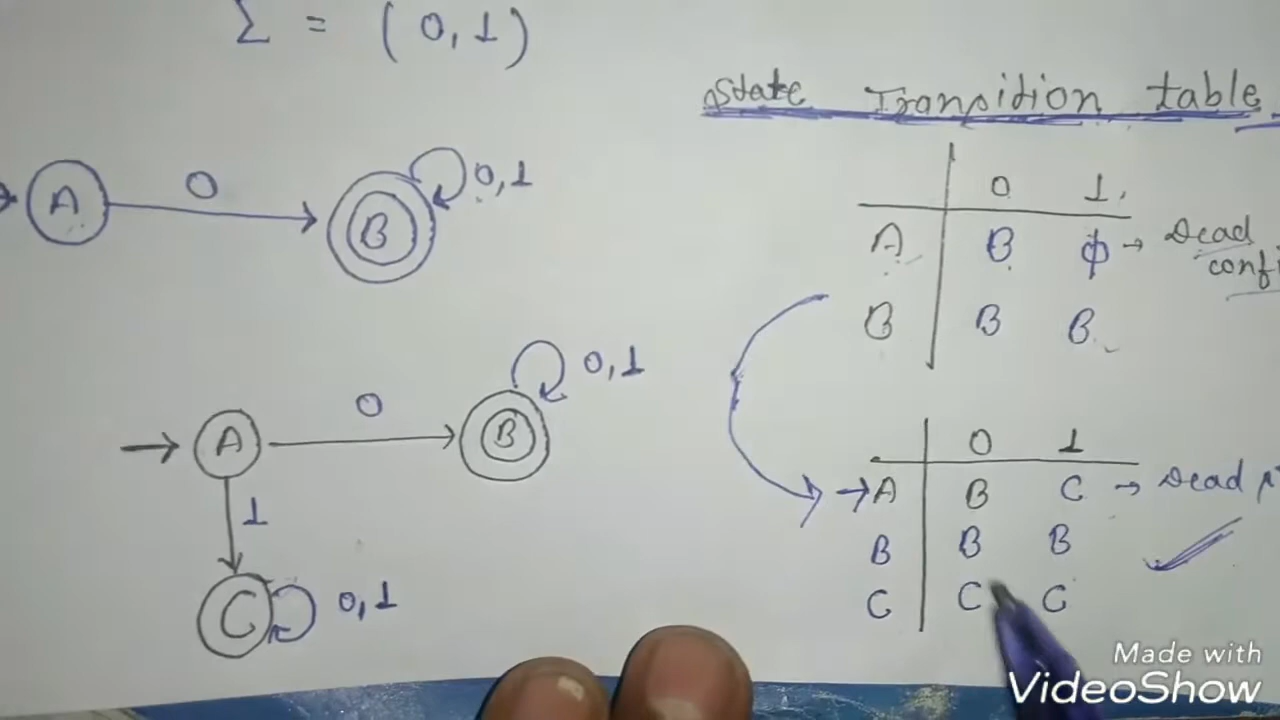 Σ = (0,1)
State Transition table
A 0 B 0,1
0 1
A B ϕ → Dead
confi
B B B
A 0 B 0,1
1
C 0,1
0 1
→ A B C → Dead
B B B
C C C
Made with
VideoShow